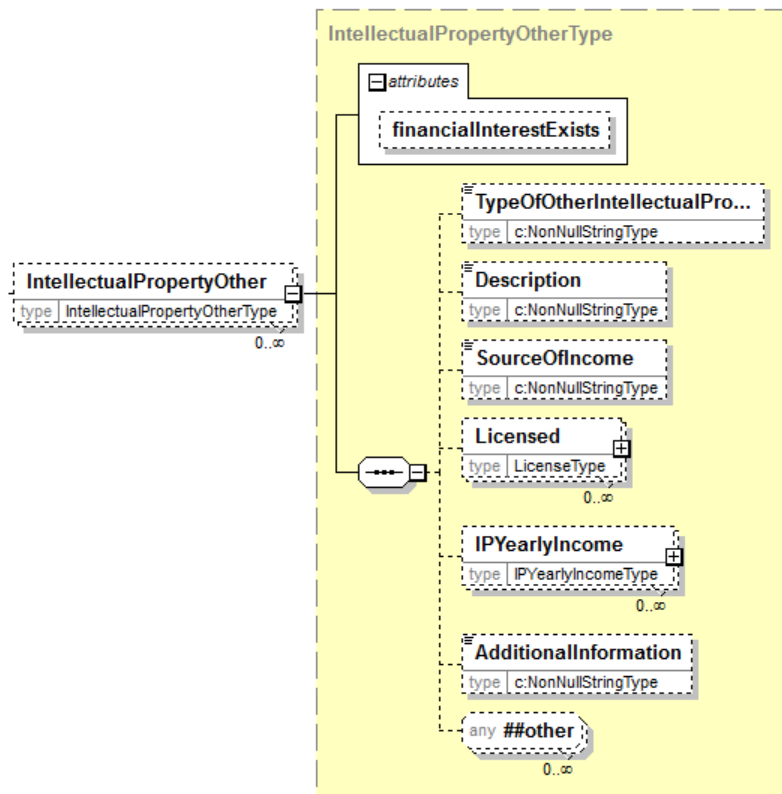 IntellectualPropertyOtherType
attributes
financialInterestExists
TypeOfOtherIntellectualPro...
type c:NonNullStringType
IntellectualPropertyOther
type IntellectualPropertyOtherType
0..∞
Description
type c:NonNullStringType
SourceOfIncome
type c:NonNullStringType
Licensed
type LicenseType
0..∞
IPYearlyIncome
type IPYearlyIncomeType
0..∞
AdditionalInformation
type c:NonNullStringType
any ##other
0..∞